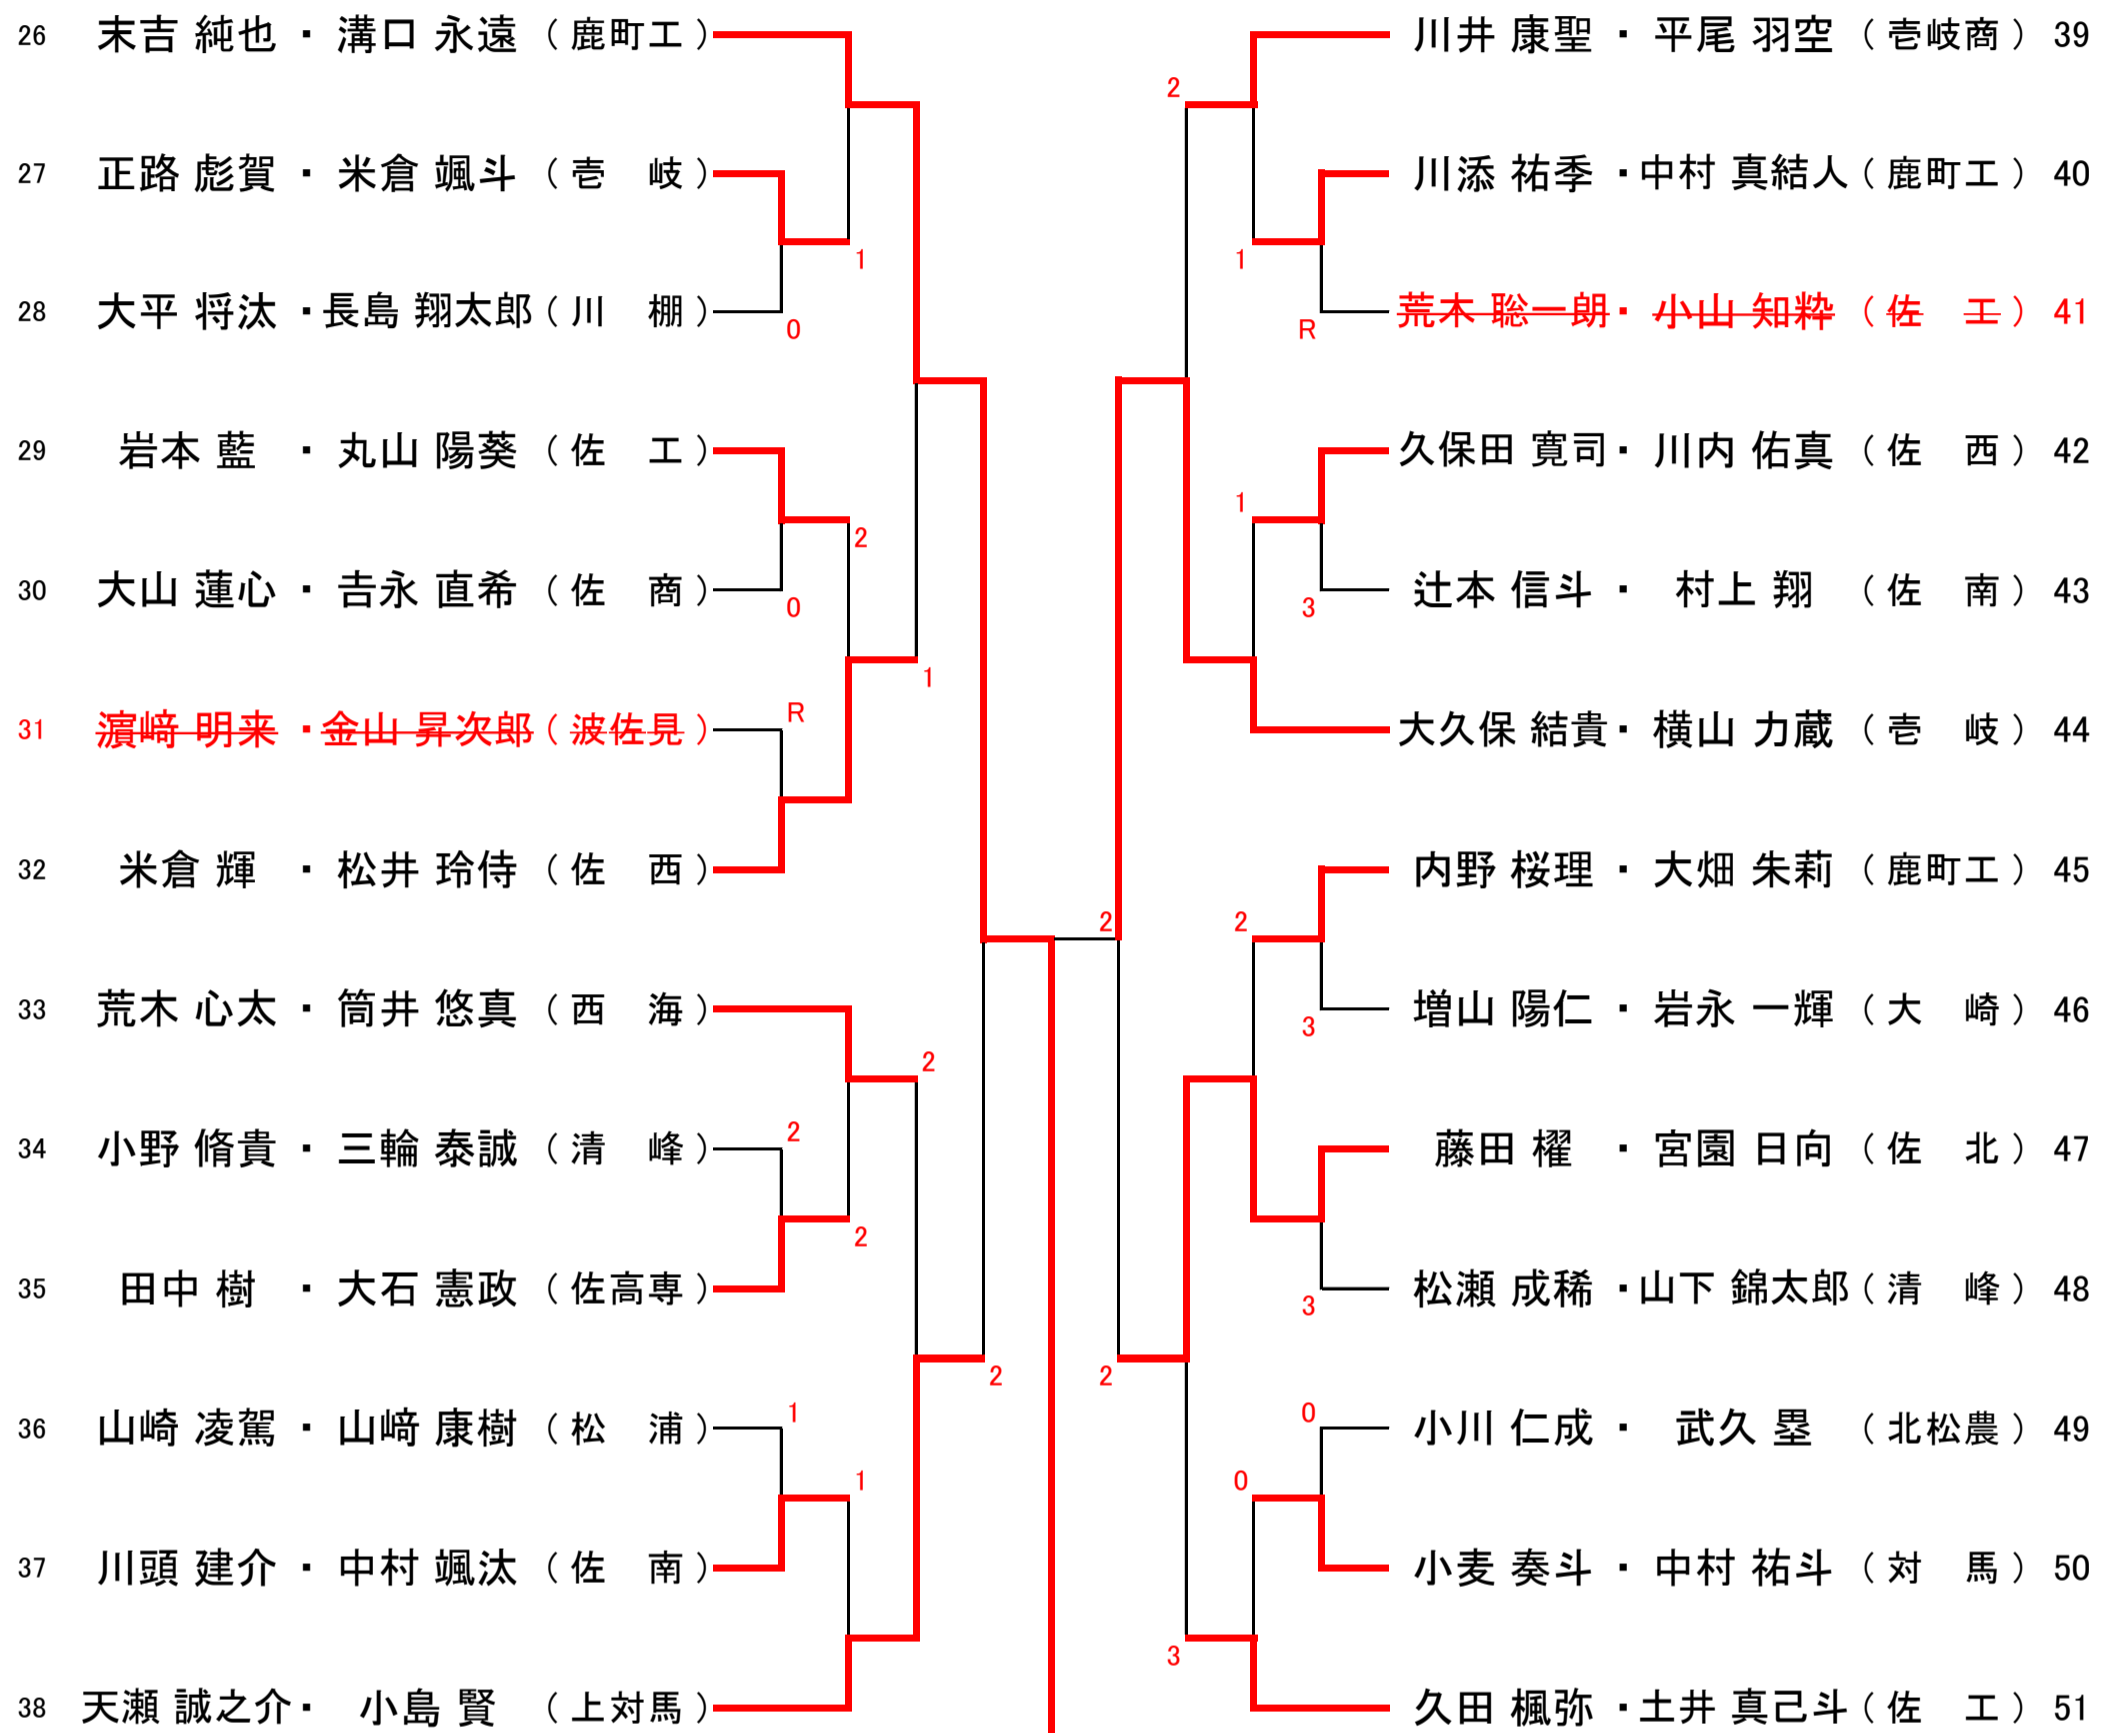 26 末吉 純也 ・ 溝口 永遠 ( 鹿町工 )
27 正路 彪賀 ・ 米倉 颯斗 ( 壱 岐 )
1
28 大平 将汰 ・ 長島 翔太郎 ( 川 棚 )
0
29 岩本 藍 ・ 丸山 陽葵 ( 佐 工 )
2
30 大山 蓮心 ・ 𠮷永 直希 ( 佐 商 )
0
1
R
31 濵﨑 明来 ・ 金山 昇次郎 ( 波佐見 )
32 米倉 輝 ・ 松井 玲侍 ( 佐 西 )
33 荒木 心太 ・ 筒井 悠真 ( 西 海 )
2
2
34 小野 脩貴 ・ 三輪 泰誠 ( 清 峰 )
2
35 田中 樹 ・ 大石 憲政 ( 佐高専 )
2
1
36 山崎 凌駕 ・ 山﨑 康樹 ( 松 浦 )
1
37 川頭 建介 ・ 中村 颯汰 ( 佐 南 )
38 天瀬 誠之介 ・ 小島 賢 ( 上対馬 )
川井 康聖 ・ 平尾 羽空 ( 壱岐商 ) 39
2
川添 祐季 ・ 中村 真結人 ( 鹿町工 ) 40
1
荒木 聡一朗 ・ 小山 知粋 ( 佐 工 ) 41
R
久保田 寛司 ・ 川内 佑真 ( 佐 西 ) 42
1
辻本 信斗 ・ 村上 翔 ( 佐 南 ) 43
3
大久保 結貴 ・ 横山 力蔵 ( 壱 岐 ) 44
内野 桜理 ・ 大畑 朱莉 ( 鹿町工 ) 45
2
2
増山 陽仁 ・ 岩永 一輝 ( 大 崎 ) 46
3
藤田 櫂 ・ 宮園 日向 ( 佐 北 ) 47
松瀬 成稀 ・ 山下 錦太郎 ( 清 峰 ) 48
3
2
0
小川 仁成 ・ 武久 塁 ( 北松農 ) 49
0
小麦 奏斗 ・ 中村 祐斗 ( 対 馬 ) 50
3
久田 楓弥 ・ 土井 真己斗 ( 佐 工 ) 51